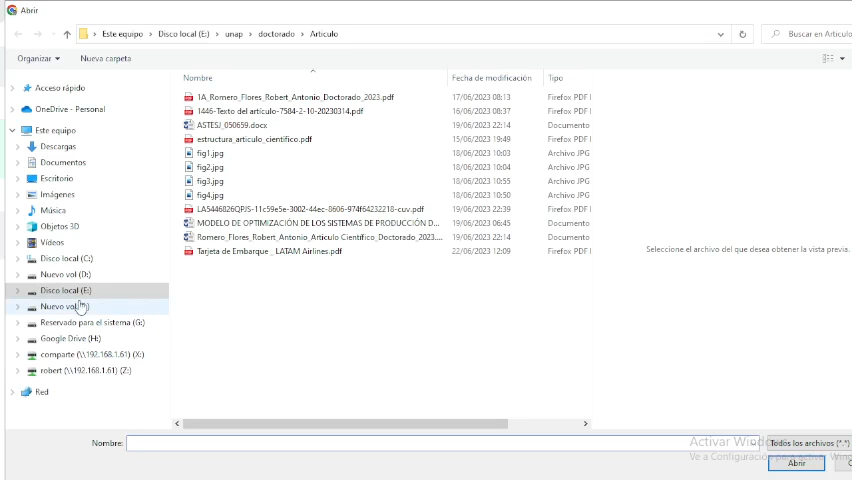 Abrir
Este equipo > Disco local (E:) > unap > doctorado > Articulo
Buscar en Articulo
Organizar
Nueva carpeta
Nombre
Fecha de modificación
Tipo
Acceso rápido
OneDrive - Personal
Este equipo
Descargas
Documentos
Escritorio
Imágenes
Música
Objetos 3D
Vídeos
Disco local (C:)
Nuevo vol (D:)
Disco local (E:)
Nuevo vol
Reservado para el sistema (G:)
Google Drive (H:)
comparte (\\192.168.1.61) (X:)
robert (\\192.168.1.61) (Z:)
Red
1A_Romero_Flores_Robert_Antonio_Doctorado_2023.pdf 17/06/2023 08:13 Firefox PDF
1446-Texto del artículo-7584-2-10-20230314.pdf 16/06/2023 08:37 Firefox PDF
ASTESJ_050659.docx 19/06/2023 22:14 Documento
estructura_articulo_científico.pdf 15/06/2023 19:49 Firefox PDF
fig1.jpg 18/06/2023 10:03 Archivo JPG
fig2.jpg 18/06/2023 10:04 Archivo JPG
fig3.jpg 18/06/2023 10:55 Archivo JPG
fig4.jpg 18/06/2023 10:50 Archivo JPG
LA5446826QPJS-11c59e5e-3002-44ec-8606-974f64232218-cuv.pdf 19/06/2023 22:39 Firefox PDF
MODELO DE OPTIMIZACIÓN DE LOS SISTEMAS DE PRODUCCIÓN D... 19/06/2023 06:45 Documento
Romero_Flores_Robert_Antonio_Articulo Científico_Doctorado_2023.... 19/06/2023 22:14 Documento
Tarjeta de Embarque _ LATAM Airlines.pdf 22/06/2023 12:09 Firefox PDF
Seleccione el archivo del que desea obtener la vista previa.
Nombre:
Todos los archivos (*.*)
Activar
Ve a Configuración para activar
Abrir